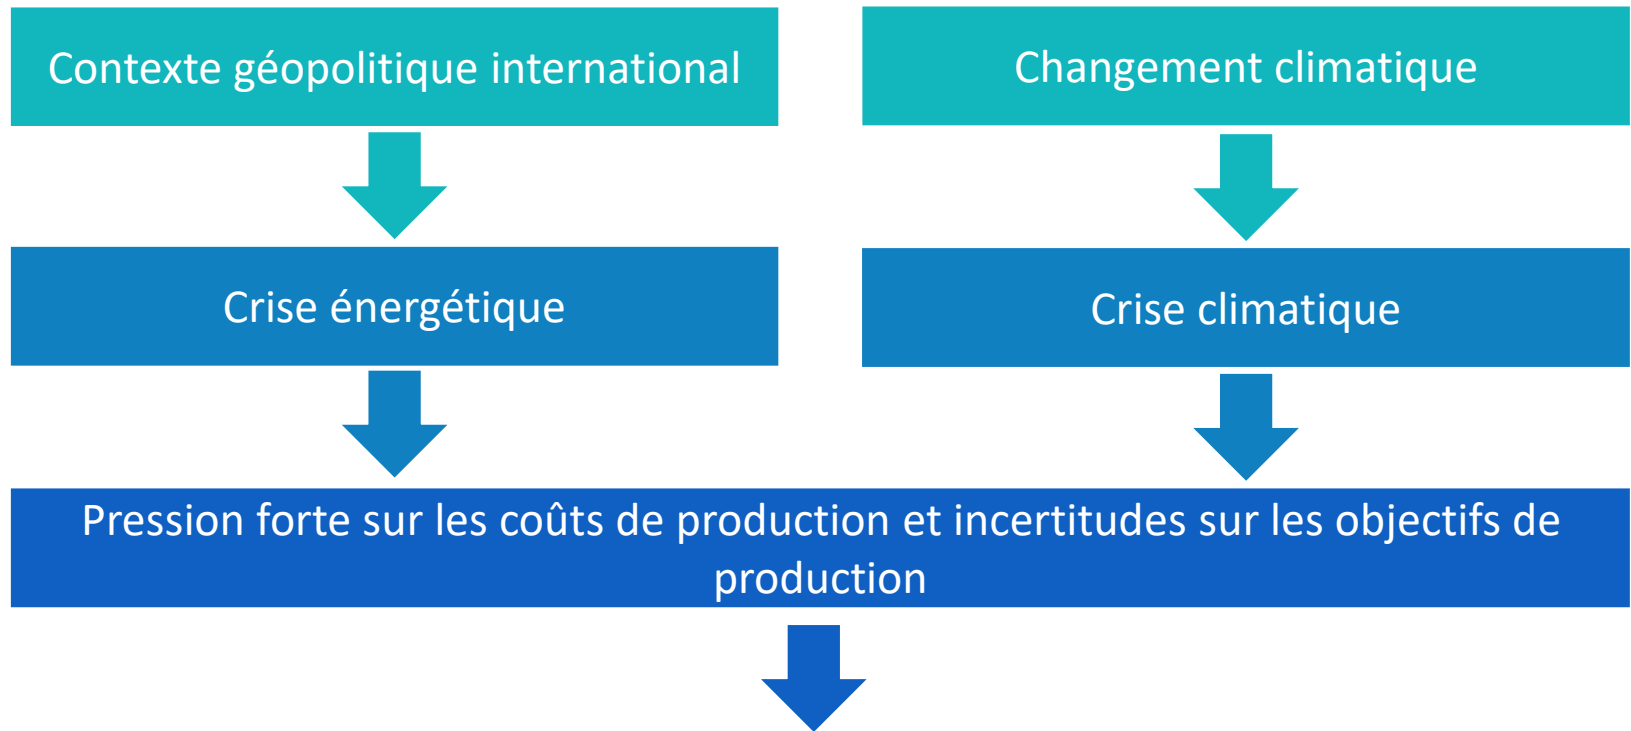 Contexte géopolitique international
Changement climatique
Crise énergétique
Crise climatique
Pression forte sur les coûts de production et incertitudes sur les objectifs de
production